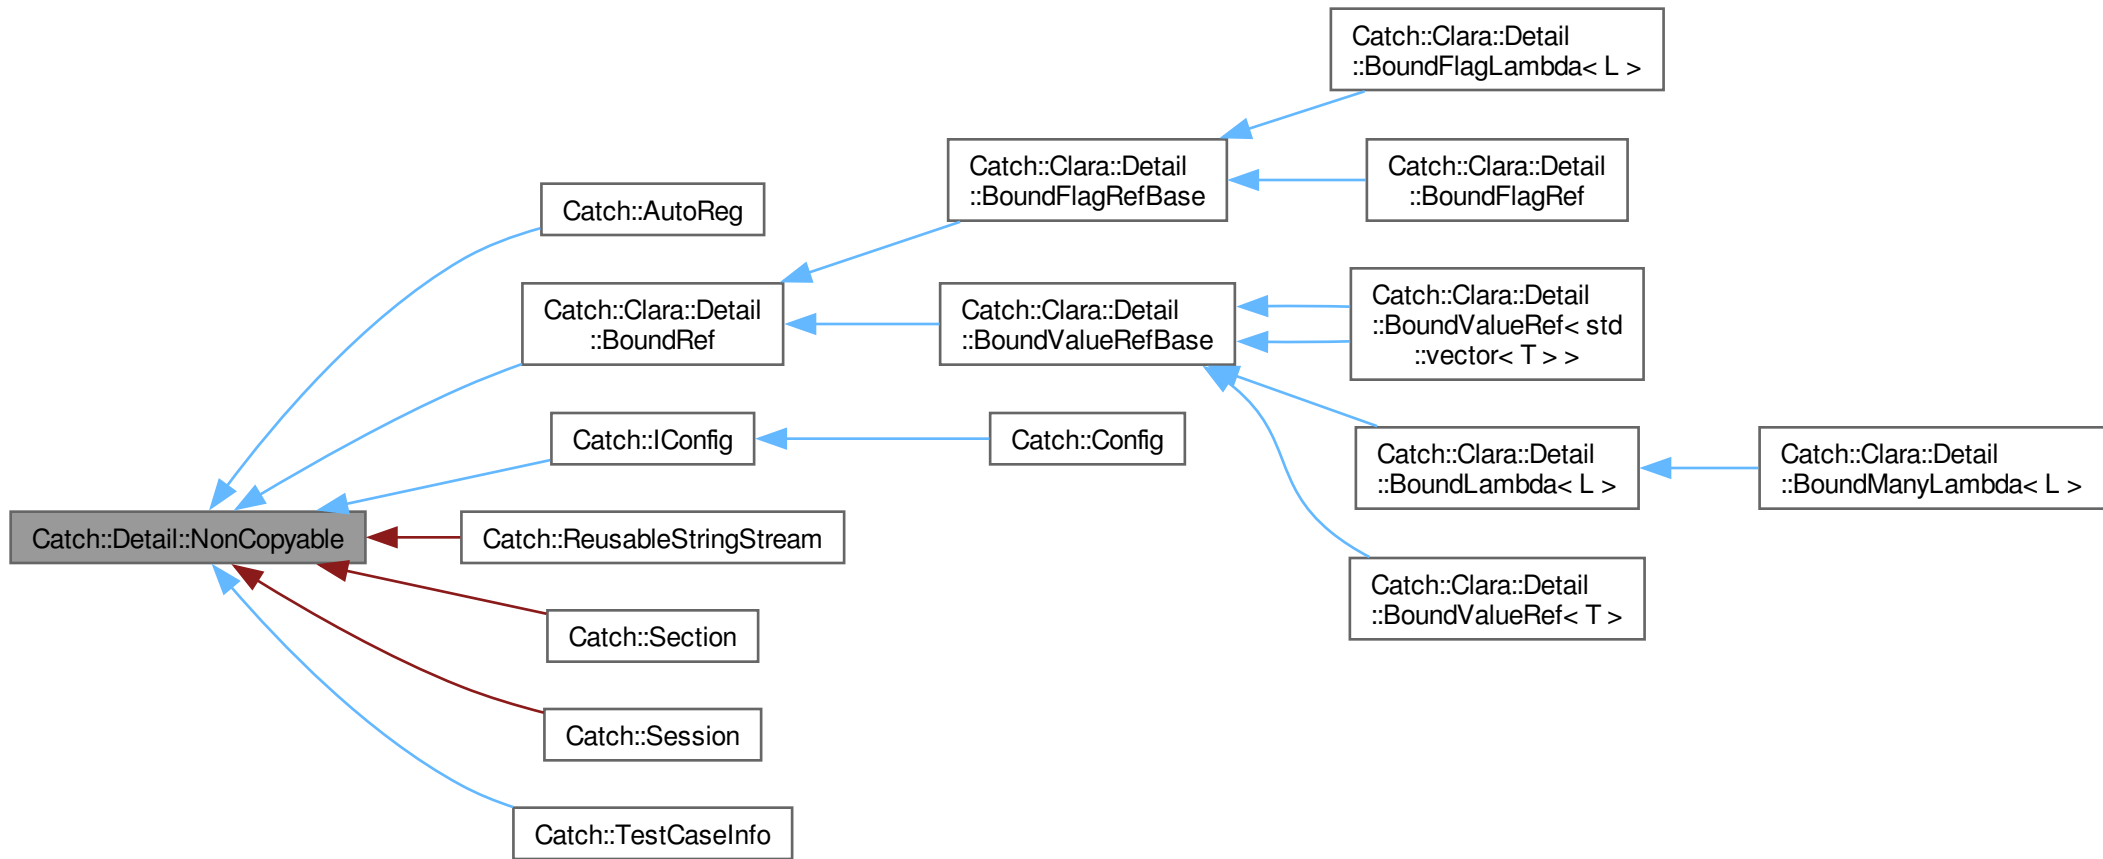 Catch::Detail::NonCopyable
Catch::AutoReg
Catch::Clara::Detail
::BoundRef
Catch::Clara::Detail
::BoundFlagRefBase
Catch::Clara::Detail
::BoundFlagLambda< L >
Catch::Clara::Detail
::BoundFlagRef
Catch::Clara::Detail
::BoundValueRefBase
Catch::Clara::Detail
::BoundValueRef< std
::vector< T > >
Catch::Clara::Detail
::BoundLambda< L >
Catch::Clara::Detail
::BoundManyLambda< L >
Catch::Clara::Detail
::BoundValueRef< T >
Catch::IConfig
Catch::Config
Catch::ReusableStringStream
Catch::Section
Catch::Session
Catch::TestCaseInfo